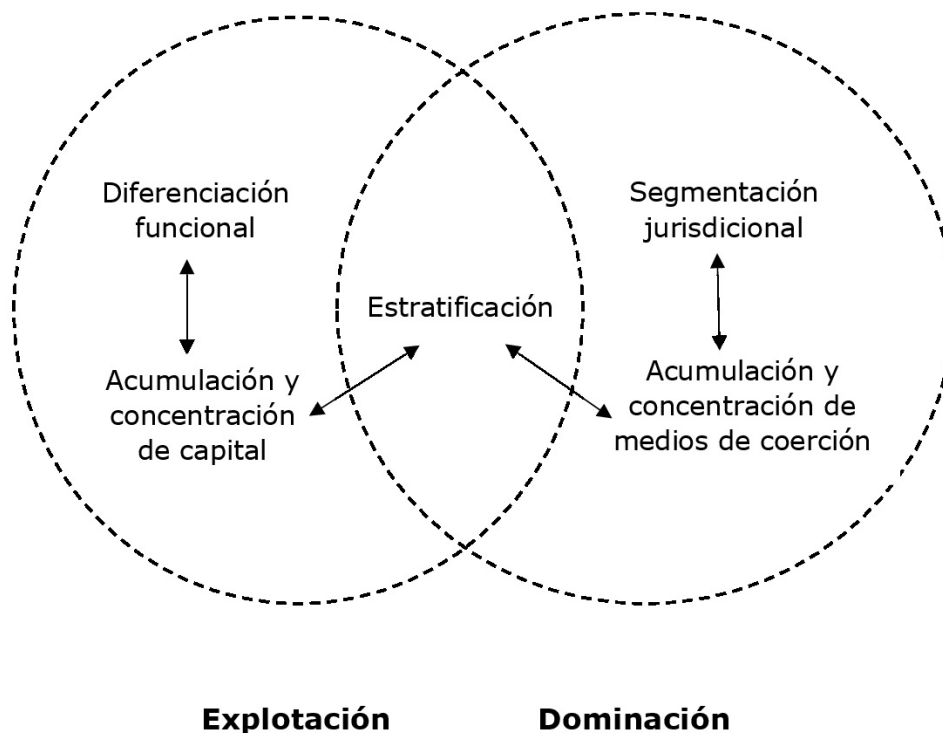 Diferenciación
funcional
Acumulación y
concentración
de capital
Estratificación
Segmentación
jurisdicional
Acumulación y
concentración de
medios de coerción
Explotación
Dominación